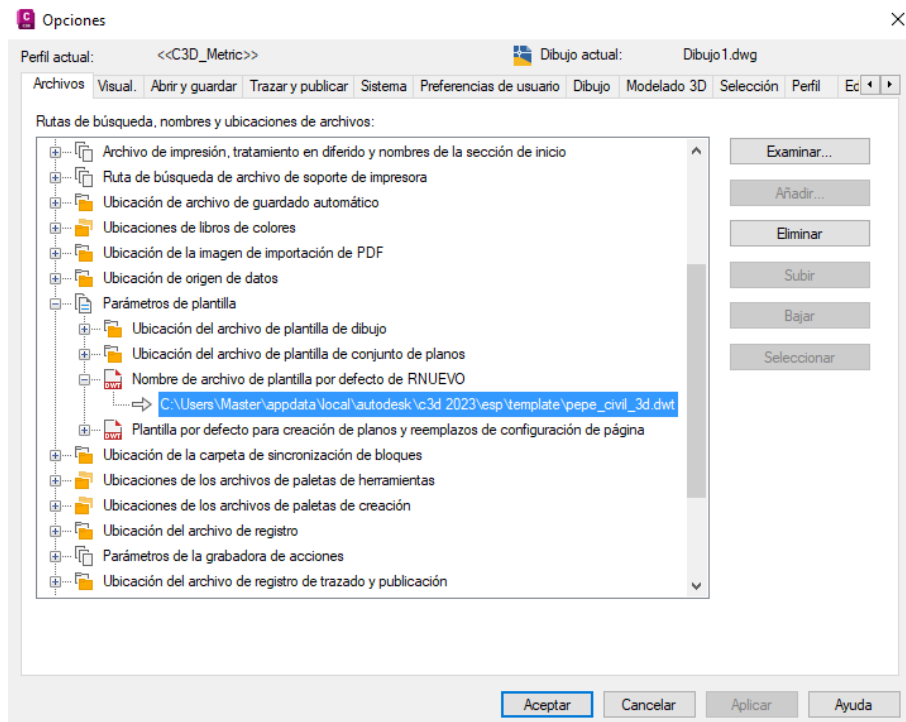 Opciones
Perfil actual: <<C3D_Metric>> Dibujo actual: Dibujo1.dwg
Archivos Visual. Abrir y guardar Trazar y publicar Sistema Preferencias de usuario Dibujo Modelado 3D Selección Perfil Ec
Rutas de búsqueda, nombres y ubicaciones de archivos:
Archivo de impresión, tratamiento en diferido y nombres de la sección de inicio
Ruta de búsqueda de archivo de soporte de impresora
Ubicación de archivo de guardado automático
Ubicaciones de libros de colores
Ubicación de la imagen de importación de PDF
Ubicación de origen de datos
Parámetros de plantilla
Ubicación del archivo de plantilla de dibujo
Ubicación del archivo de plantilla de conjunto de planos
DWT Nombre de archivo de plantilla por defecto de RNUEVO
C:\Users\Master\appdata\local\autodesk\c3d 2023\esp\template\pepe_civil_3d.dwt
DWT Plantilla por defecto para creación de planos y reemplazos de configuración de página
Ubicación de la carpeta de sincronización de bloques
Ubicaciones de los archivos de paletas de herramientas
Ubicaciones de los archivos de paletas de creación
Ubicación del archivo de registro
Parámetros de la grabadora de acciones
Ubicación del archivo de registro de trazado y publicación
Examinar...
Añadir...
Eliminar
Subir
Bajar
Seleccionar
Aceptar Cancelar Aplicar Ayuda